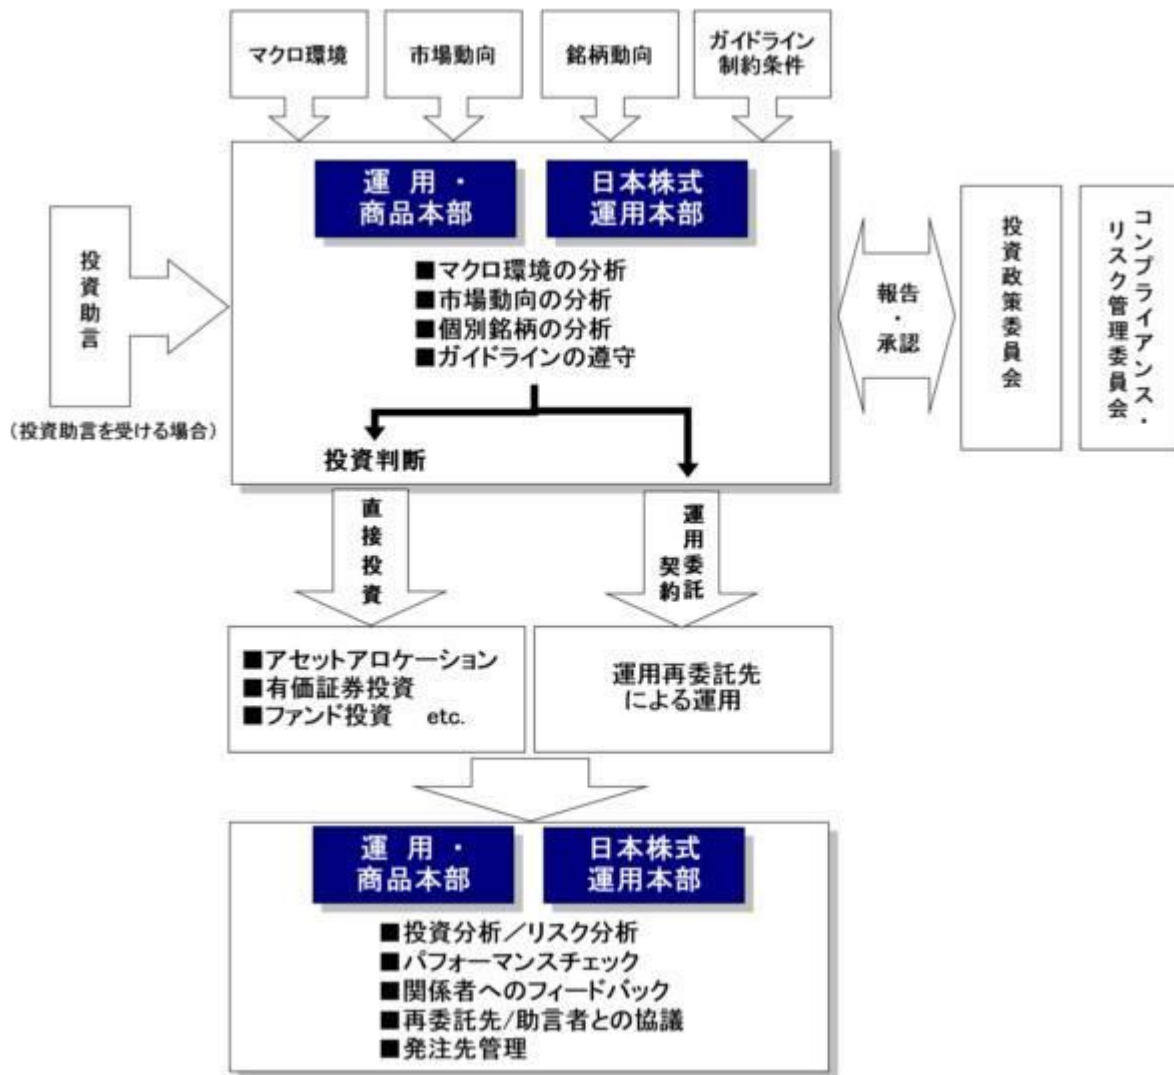 マクロ環境
市場動向
銘柄動向
ガイドライン
制約条件
運 用 ・
商品本部
日本株式
運用本部
投資助言
(投資助言を受ける場合)
■マクロ環境の分析
■市場動向の分析
■個別銘柄の分析
■ガイドラインの遵守
投資判断
報告
・
承認
投資政策委員会
コンプライアンス・
リスク管理委員会
直接投資
運用委託
契約
■アセットアロケーション
■有価証券投資
■ファンド投資 etc.
運用再委託先
による運用
運 用 ・
商品本部
日本株式
運用本部
■投資分析／リスク分析
■パフォーマンスチェック
■関係者へのフィードバック
■再委託先/助言者との協議
■発注先管理